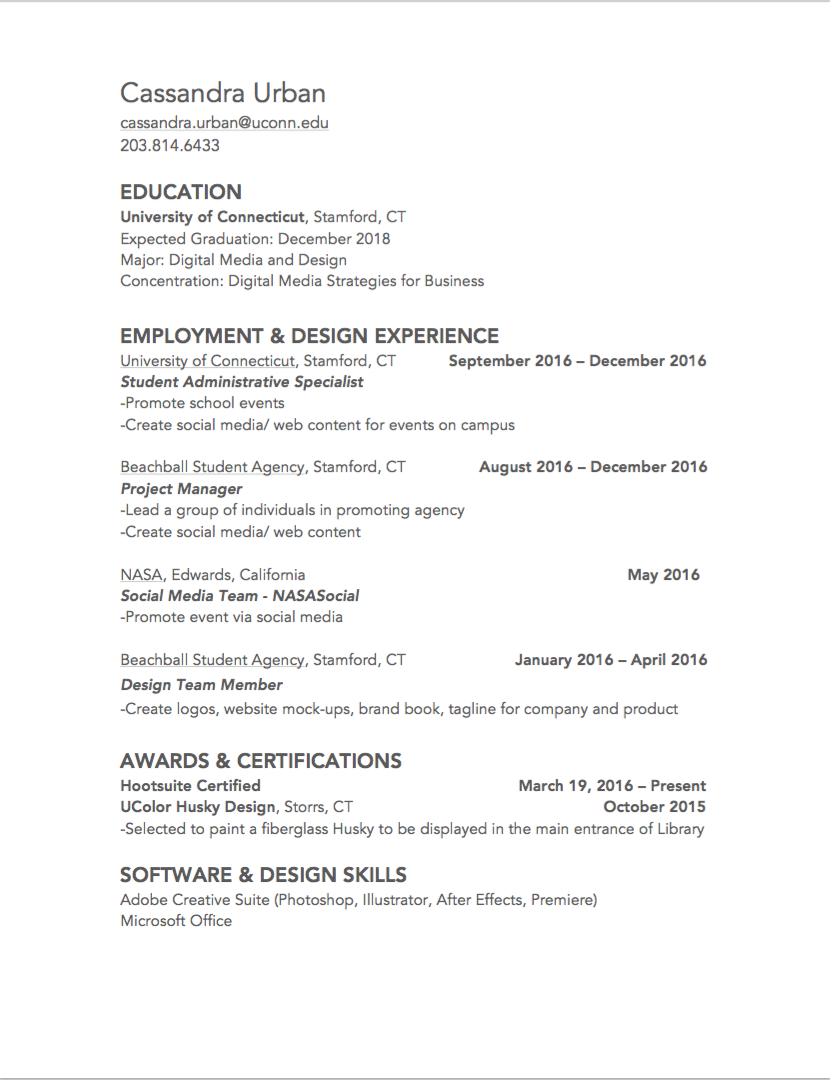 Cassandra Urban
cassandra.urban@uconn.edu
203.814.6433
EDUCATION
University of Connecticut, Stamford, CT
Expected Graduation: December 2018
Major: Digital Media and Design
Concentration: Digital Media Strategies for Business
EMPLOYMENT & DESIGN EXPERIENCE
University of Connecticut, Stamford, CT September 2016 – December 2016
Student Administrative Specialist
-Promote school events
-Create social media/ web content for events on campus
Beachball Student Agency, Stamford, CT August 2016 – December 2016
Project Manager
-Lead a group of individuals in promoting agency
-Create social media/ web content
NASA, Edwards, California May 2016
Social Media Team - NASASocial
-Promote event via social media
Beachball Student Agency, Stamford, CT January 2016 – April 2016
Design Team Member
-Create logos, website mock-ups, brand book, tagline for company and product
AWARDS & CERTIFICATIONS
Hootsuite Certified March 19, 2016 – Present
UColor Husky Design, Storrs, CT October 2015
-Selected to paint a fiberglass Husky to be displayed in the main entrance of Library
SOFTWARE & DESIGN SKILLS
Adobe Creative Suite (Photoshop, Illustrator, After Effects, Premiere)
Microsoft Office